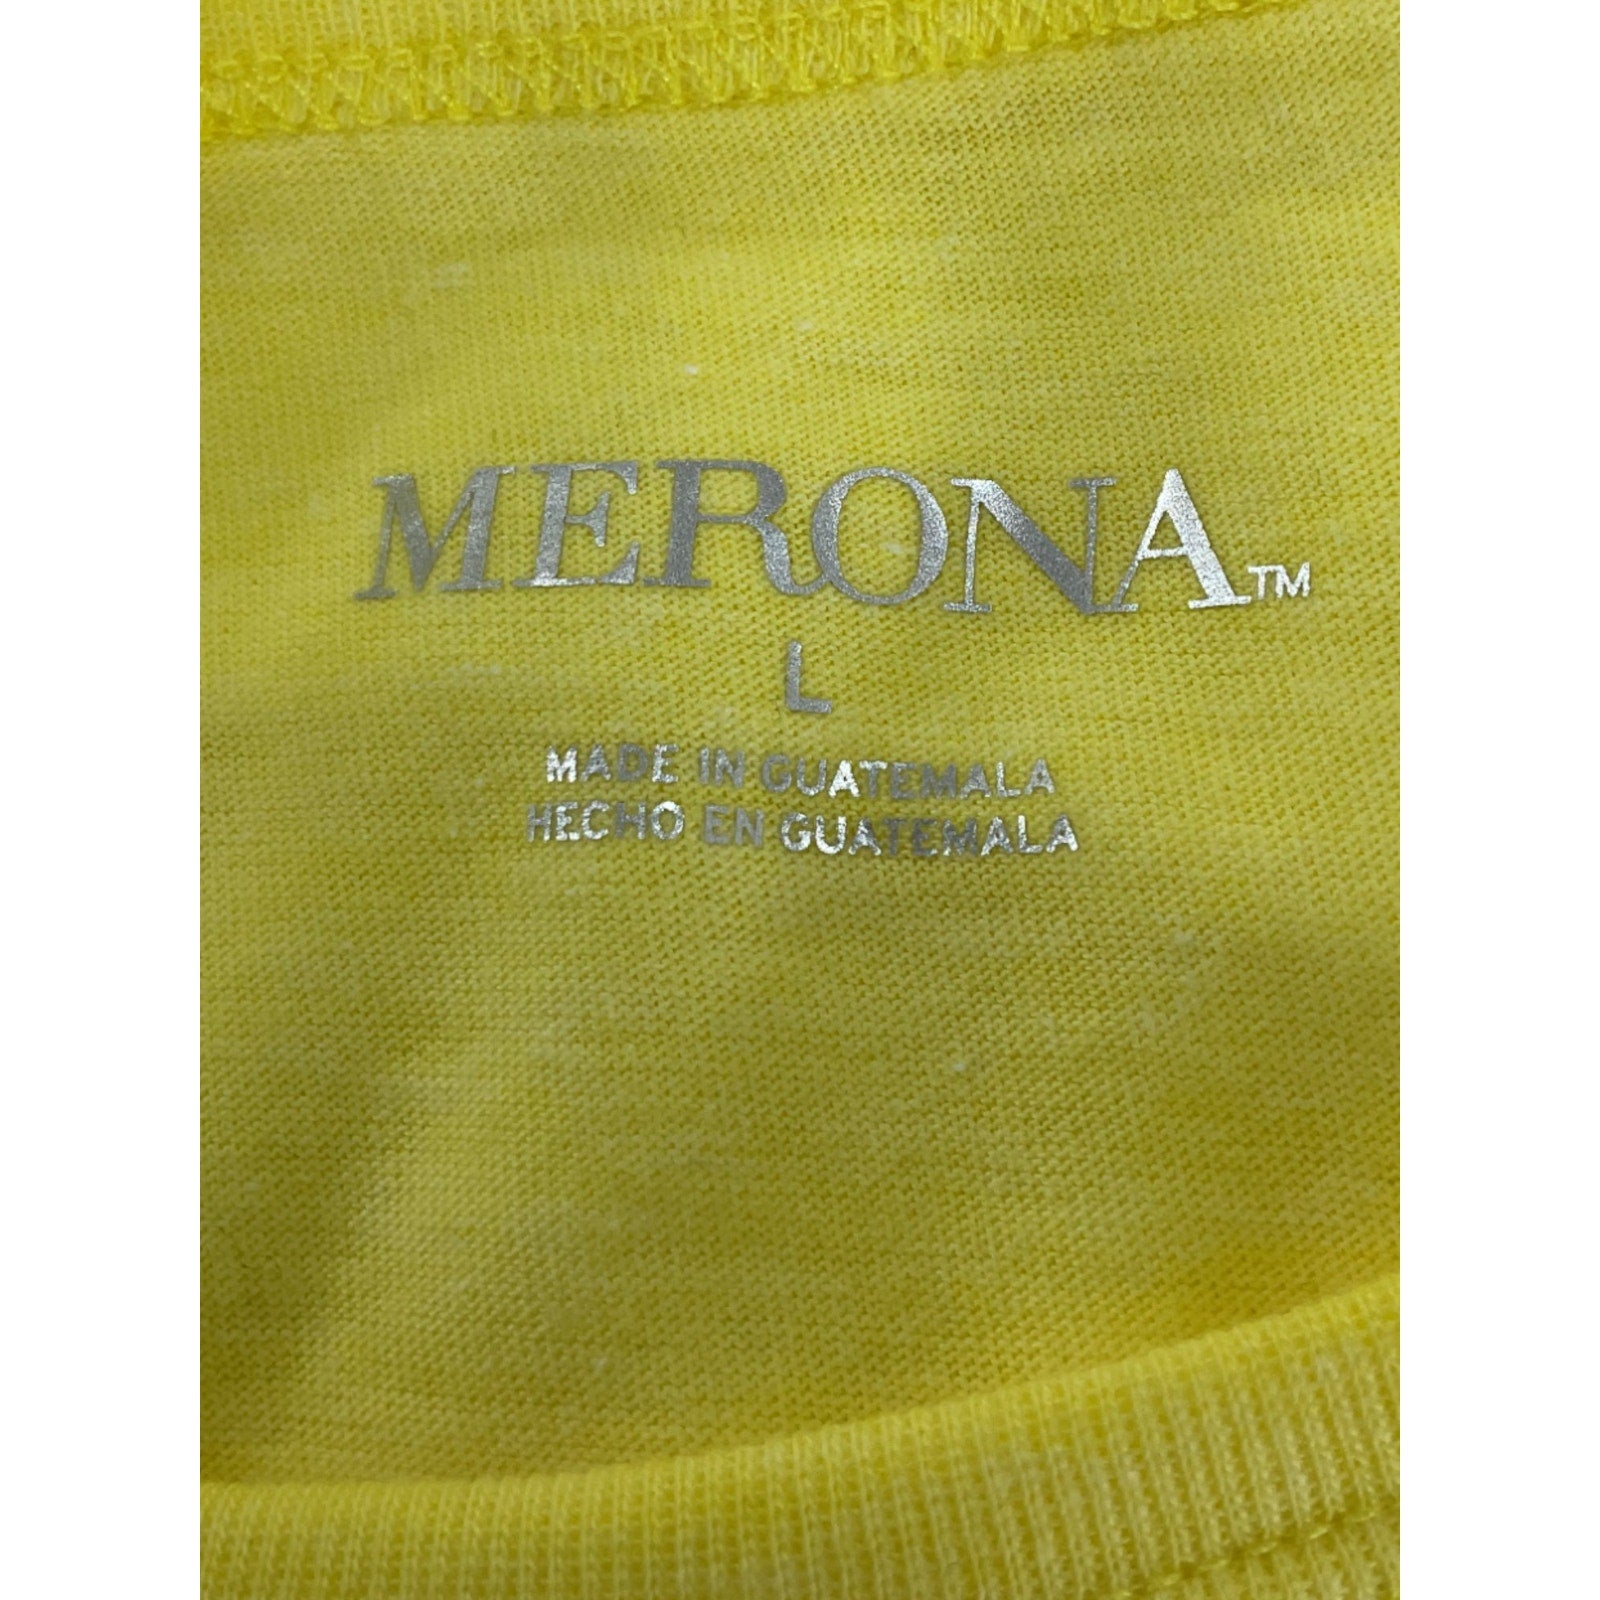 MERONA™
L
MADE IN GUATEMALA
HECHO EN GUATEMALA